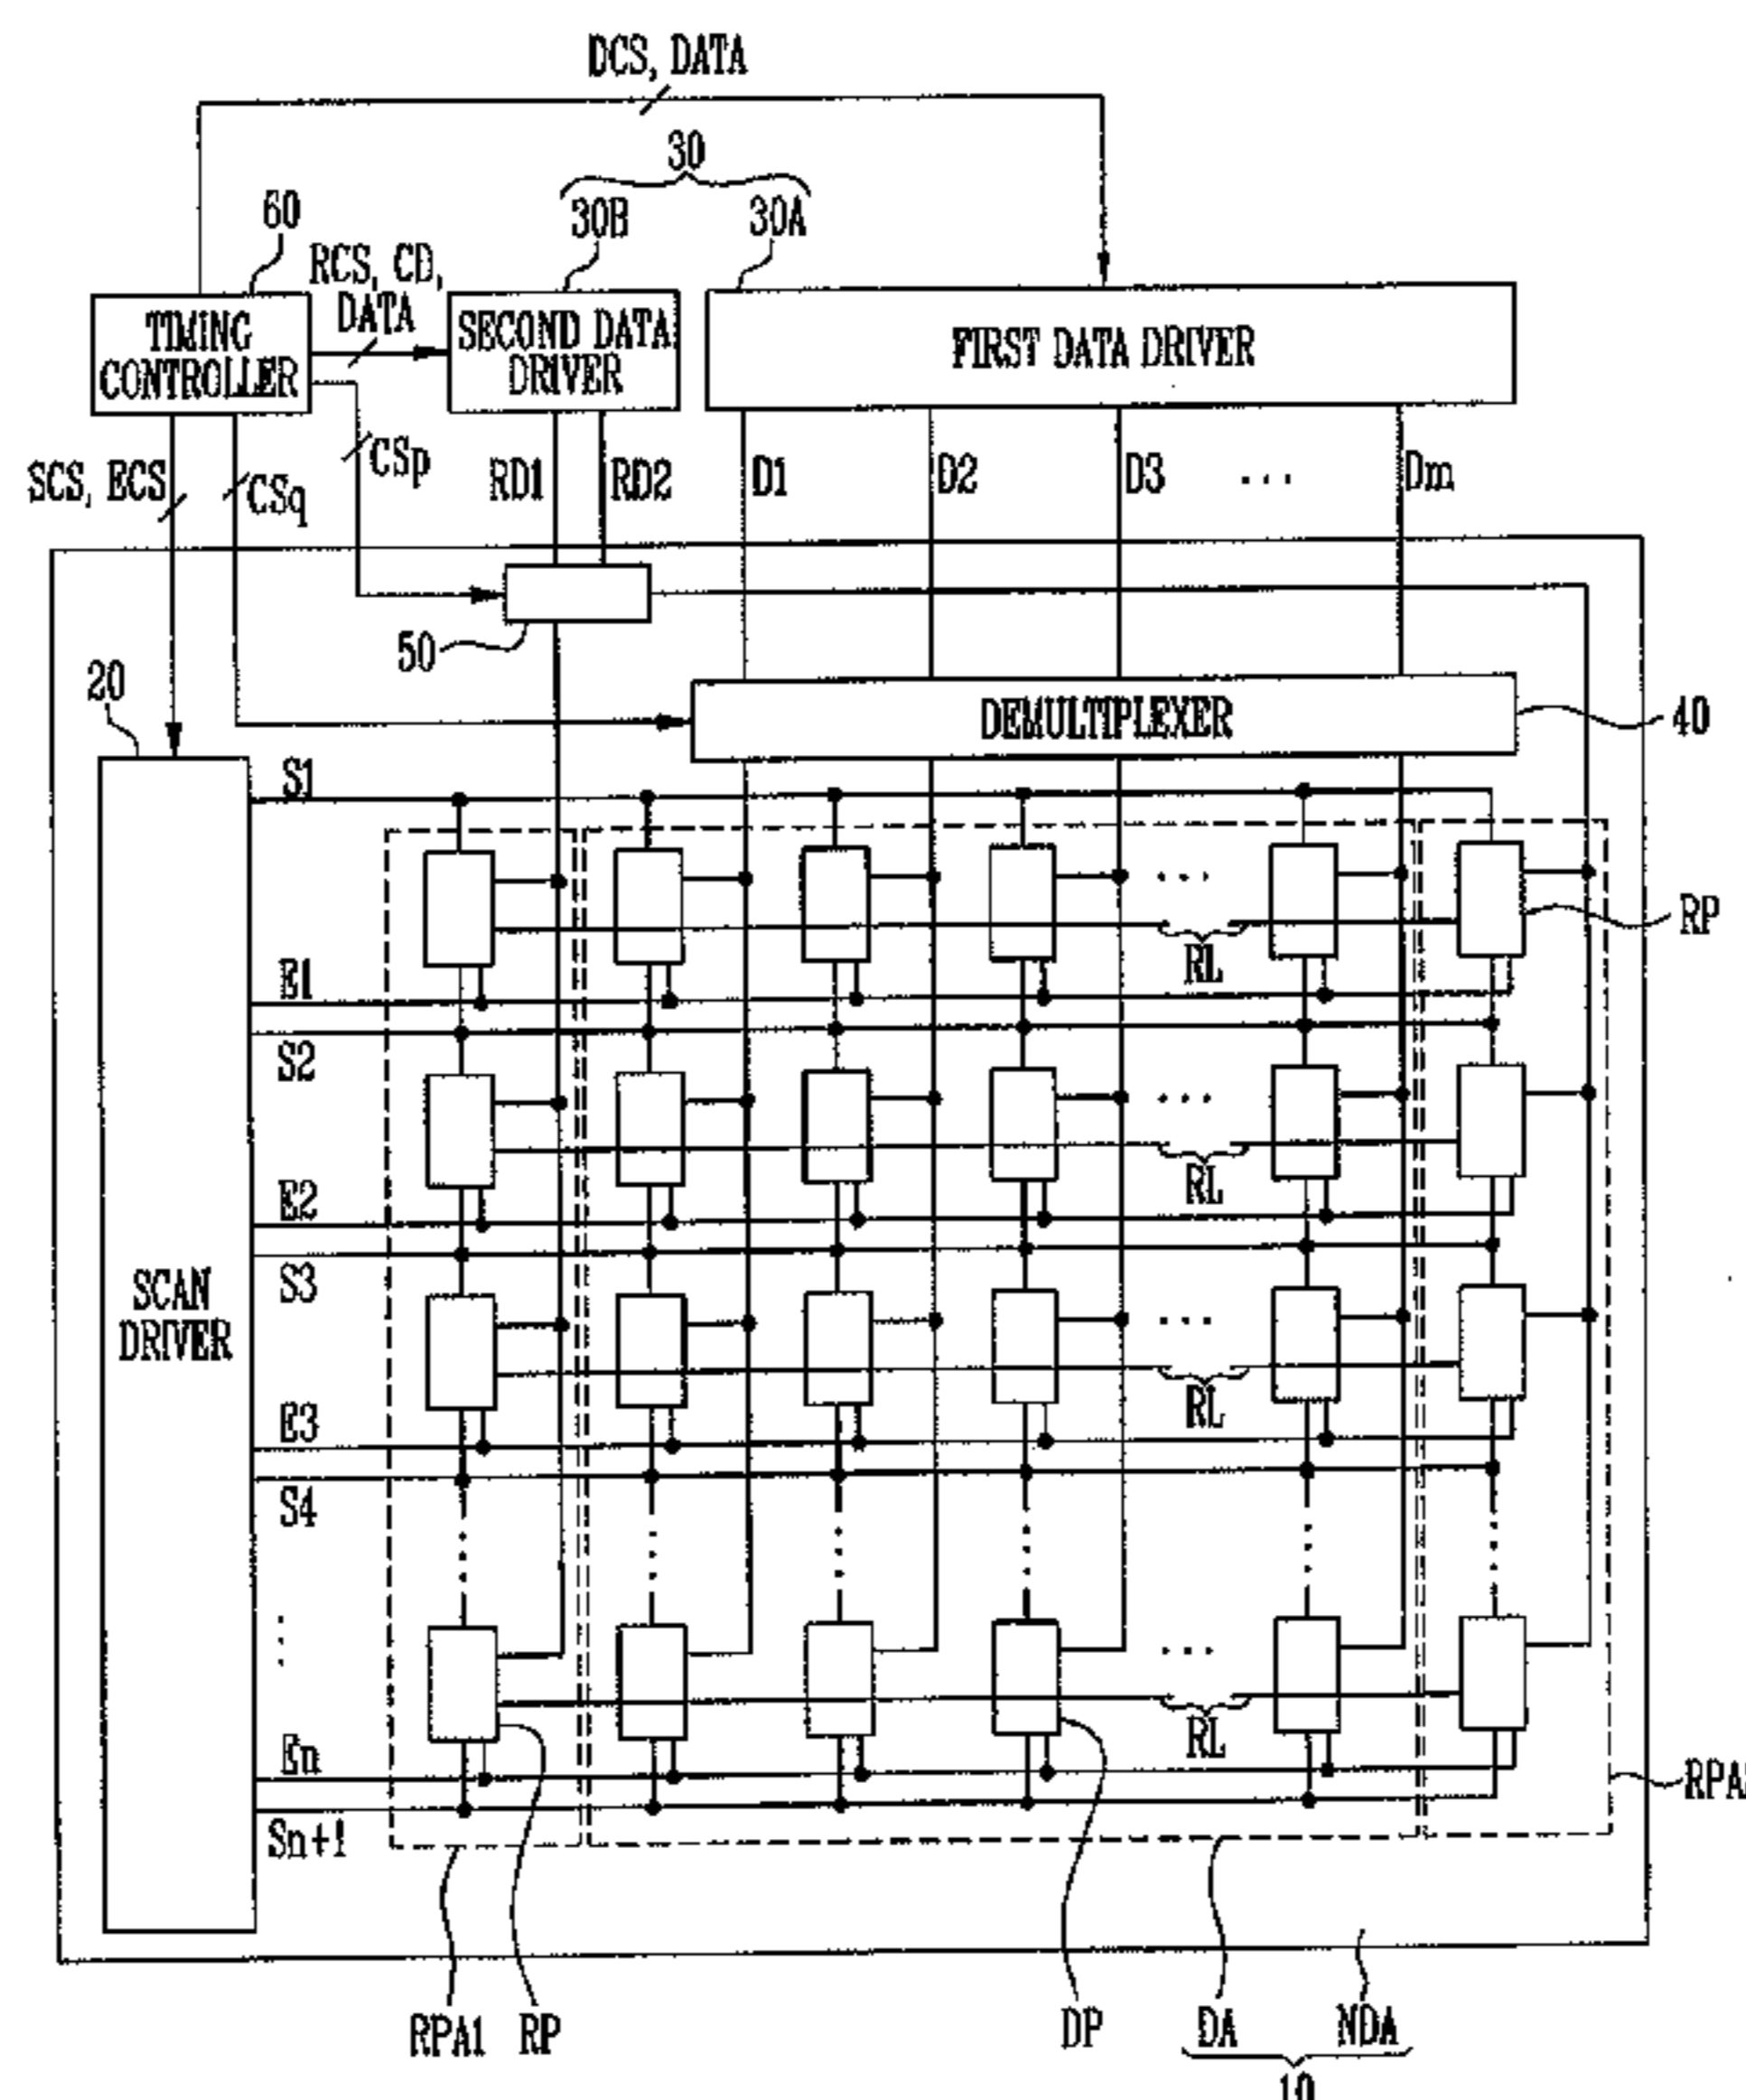 DCS, DATA
30
60
30B
30A
RCS, CD,
DATA
TIMING
CONTROLLER
SECOND DATA
DRIVER
FIRST DATA DRIVER
SCS, ECS
CSq
CSp
RD1
RD2
D1
D2
D3
...
Dm
50
20
DEMULTIPLEXER
40
S1
...
RP
RL
E1
S2
...
RL
E2
S3
SCAN
DRIVER
...
RL
E3
S4
...
RL
En
RPA
Sn+1
RPA1
RP
DP
DA
NDA
10